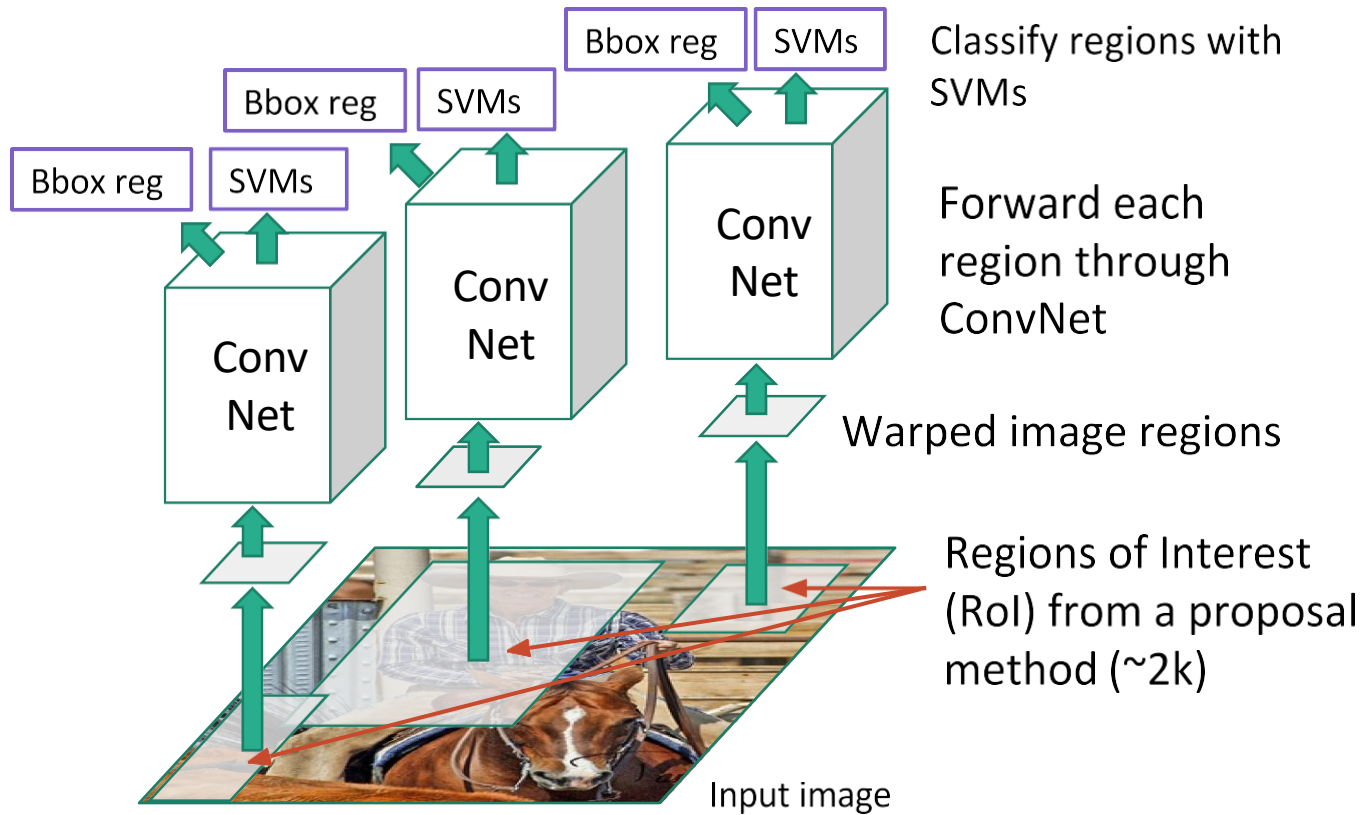 Bbox reg
SVMs
Classify regions with
SVMs
Bbox reg
SVMs
Bbox reg
SVMs
Forward each
region through
ConvNet
Conv
Net
Conv
Net
Conv
Net
Warped image regions
Regions of Interest
(RoI) from a proposal
method (~2k)
Input image